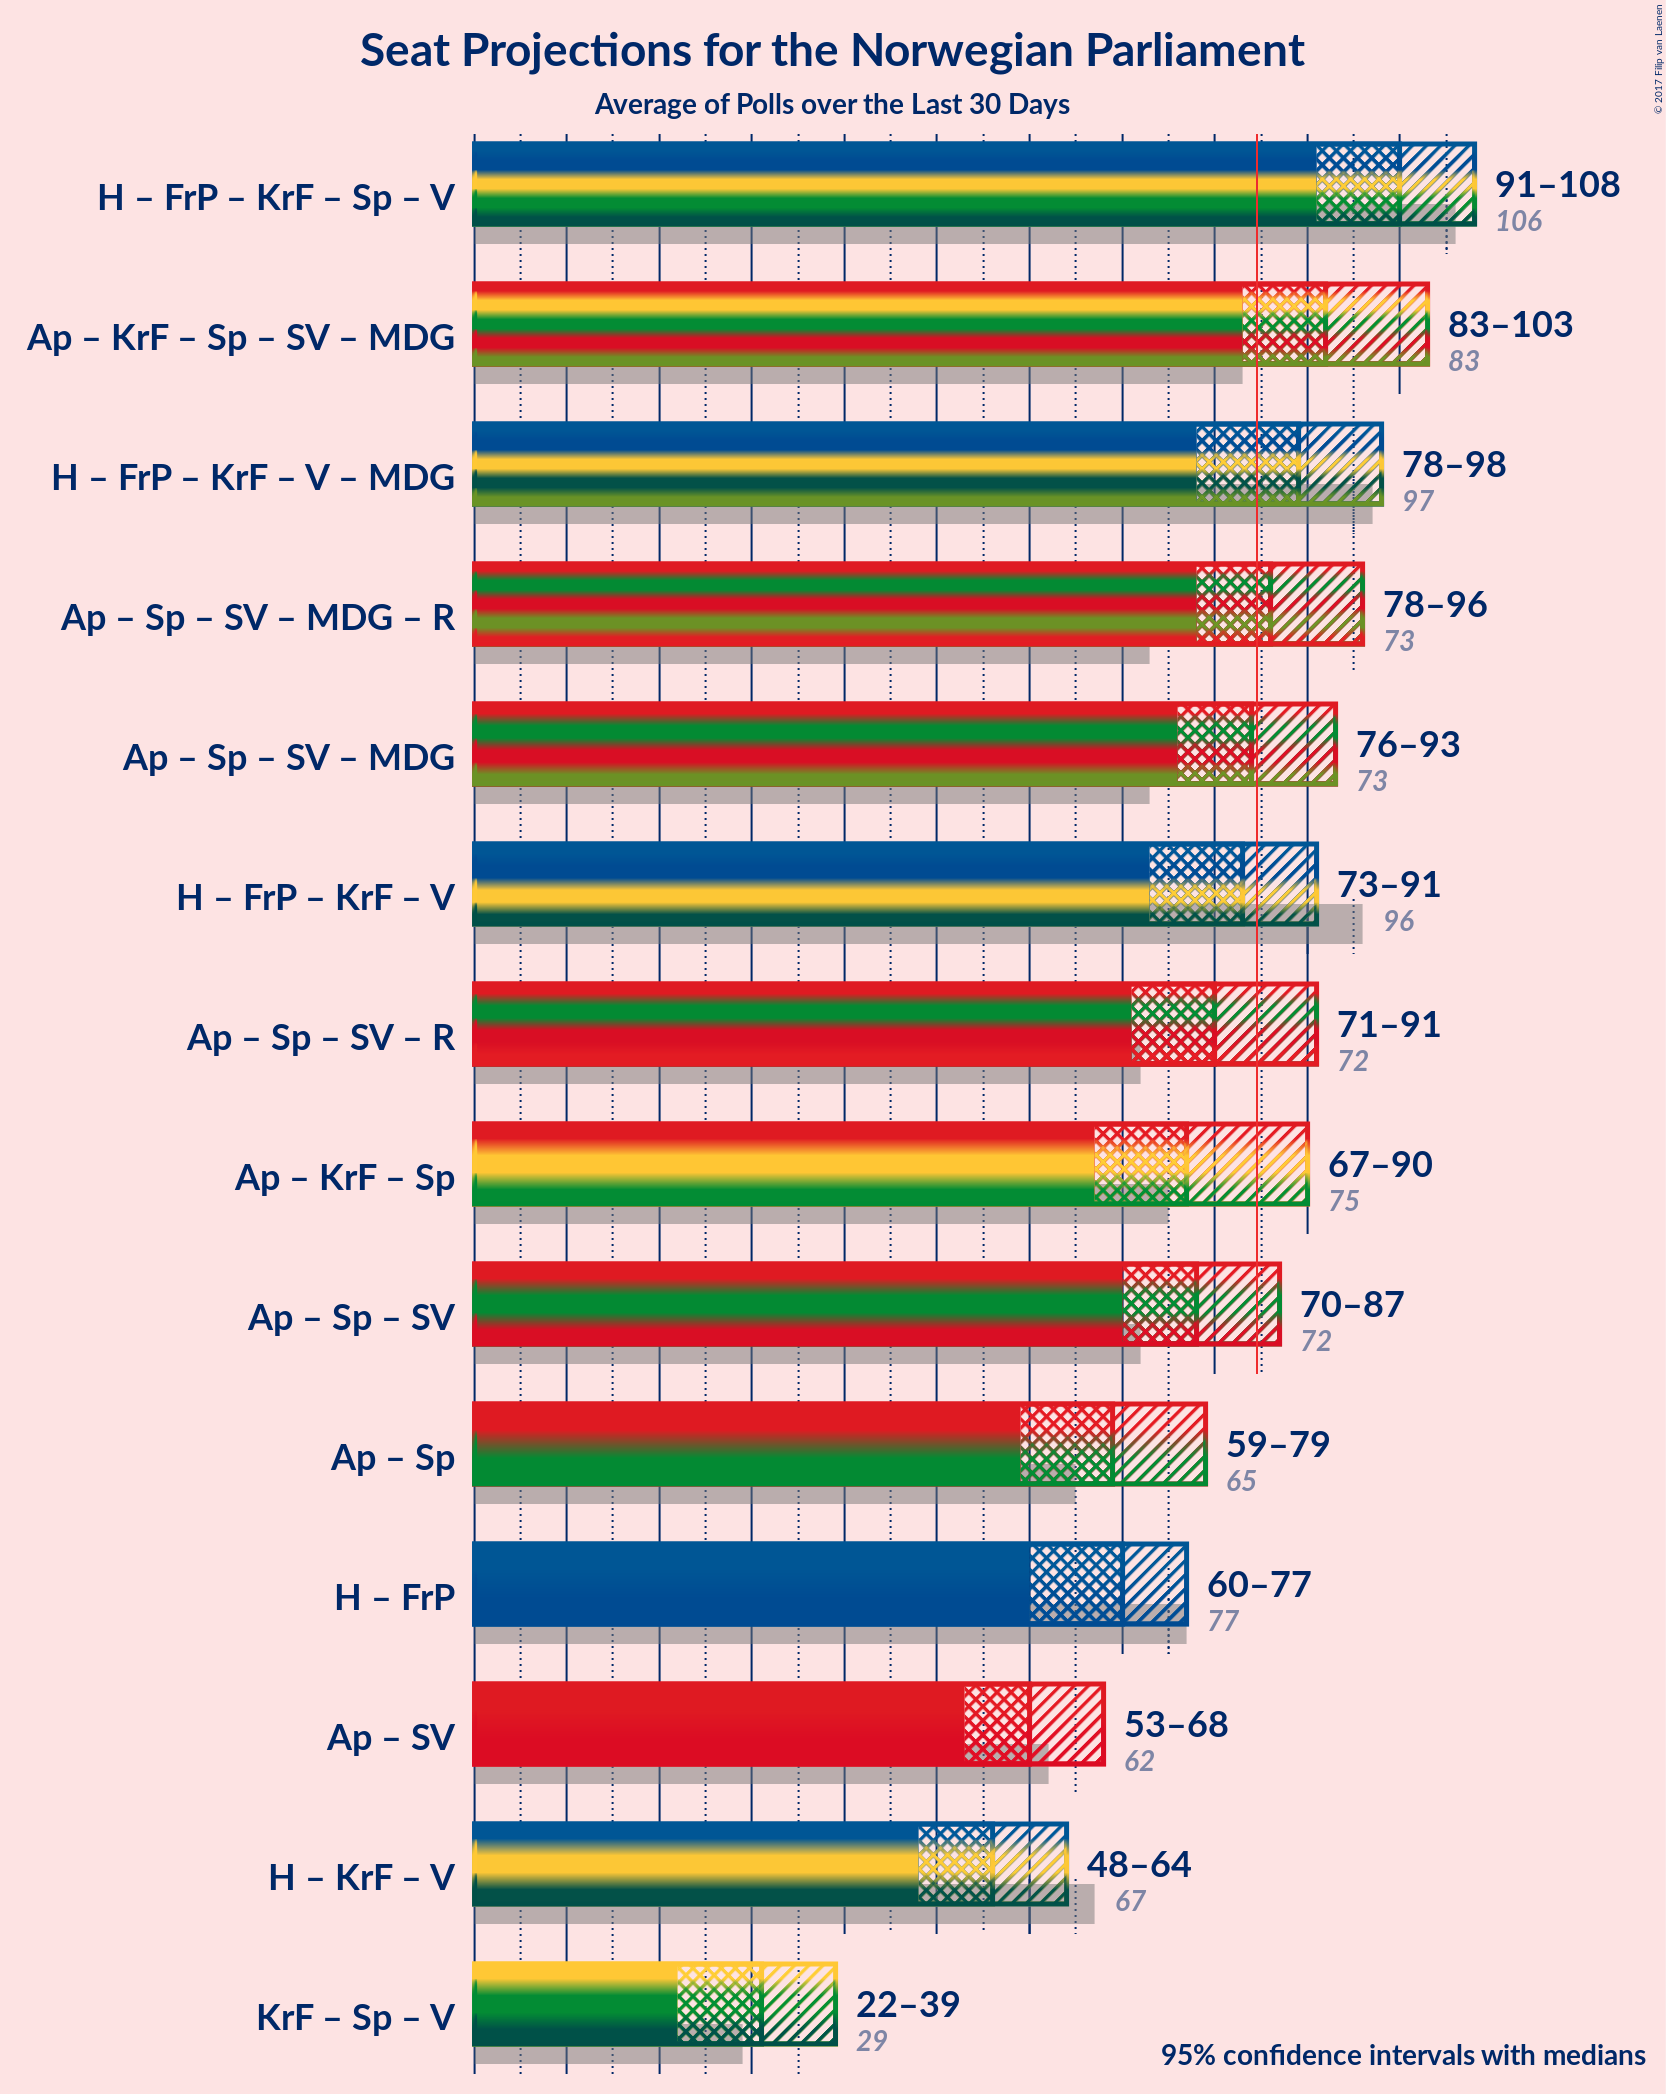 Seat Projections for the Norwegian Parliament
Average of Polls over the Last 30 Days
© 2017 Filip van Laenen
H – FrP – KrF – Sp – V
91–108
106
Ap – KrF – Sp – SV – MDG
83–103
83
H – FrP – KrF – V – MDG
78–98
97
Ap – Sp – SV – MDG – R
78–96
73
Ap – Sp – SV – MDG
76–93
73
H – FrP – KrF – V
73–91
96
Ap – Sp – SV – R
71–91
72
Ap – KrF – Sp
67–90
75
Ap – Sp – SV
70–87
72
Ap – Sp
59–79
65
H – FrP
60–77
77
Ap – SV
53–68
62
H – KrF – V
48–64
67
KrF – Sp – V
22–39
29
95% confidence intervals with medians